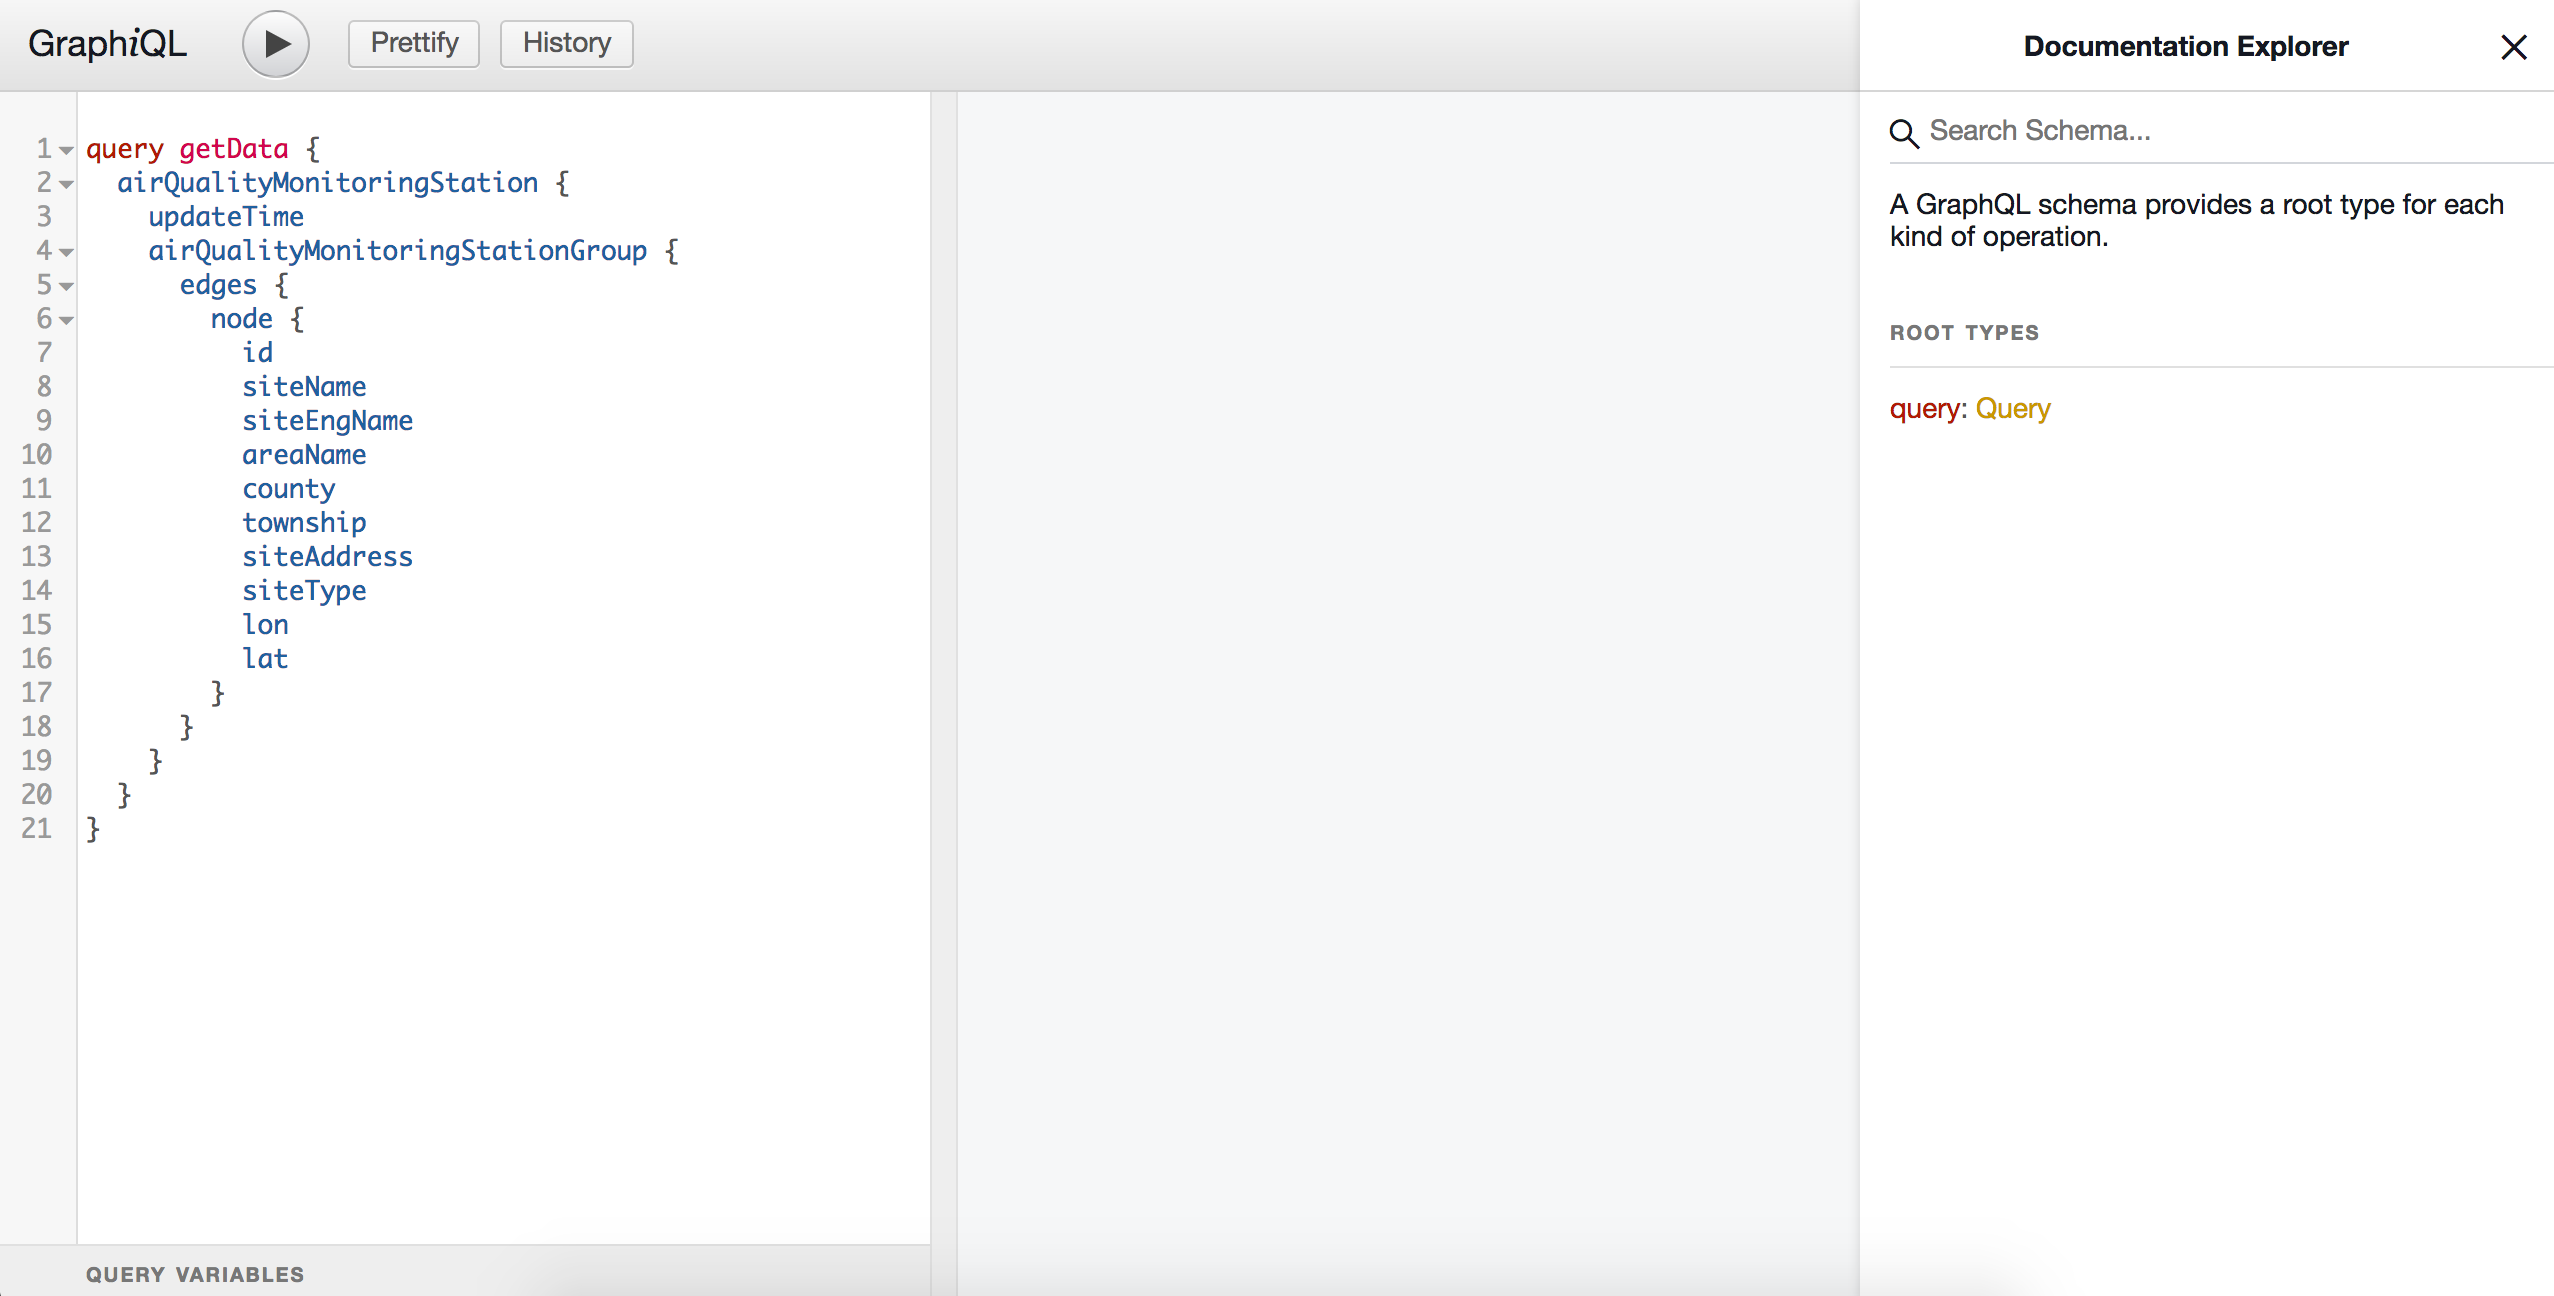 GraphiQL
Prettify
History
1 query getData {
2 airQualityMonitoringStation {
3 updateTime
4 airQualityMonitoringStationGroup {
5 edges {
6 node {
7 id
8 siteName
9 siteEngName
10 areaName
11 county
12 township
13 siteAddress
14 siteType
15 lon
16 lat
17 }
18 }
19 }
20 }
21 }
QUERY VARIABLES
Documentation Explorer
Search Schema...
A GraphQL schema provides a root type for each
kind of operation.
ROOT TYPES
query: Query